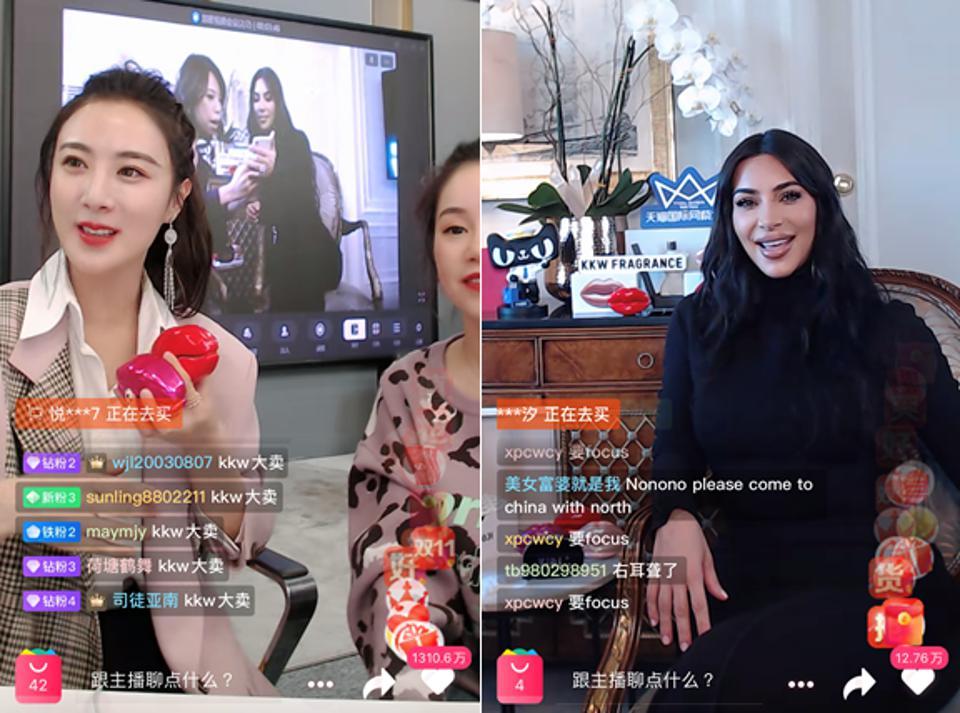 悦***7 正在去买
钻粉2 wjl20030807 kkw大卖
新粉3 sunling8802211 kkw大卖
铁粉2 maymjy kkw大卖
钻粉3 荷塘鹤舞 kkw大卖
钻粉4 司徒亚南 kkw大卖
双11
1310.6万
42
跟主播聊点什么？
天猫国际
KKW FRAGRANCE
***汐 正在去买
xpcwcy 要focus
美女富婆就是我 Nonono please come to
china with north
xpcwcy 要focus
tb980298951 右耳聋了
xpcwcy 要focus
货
12.76万
4
跟主播聊点什么？